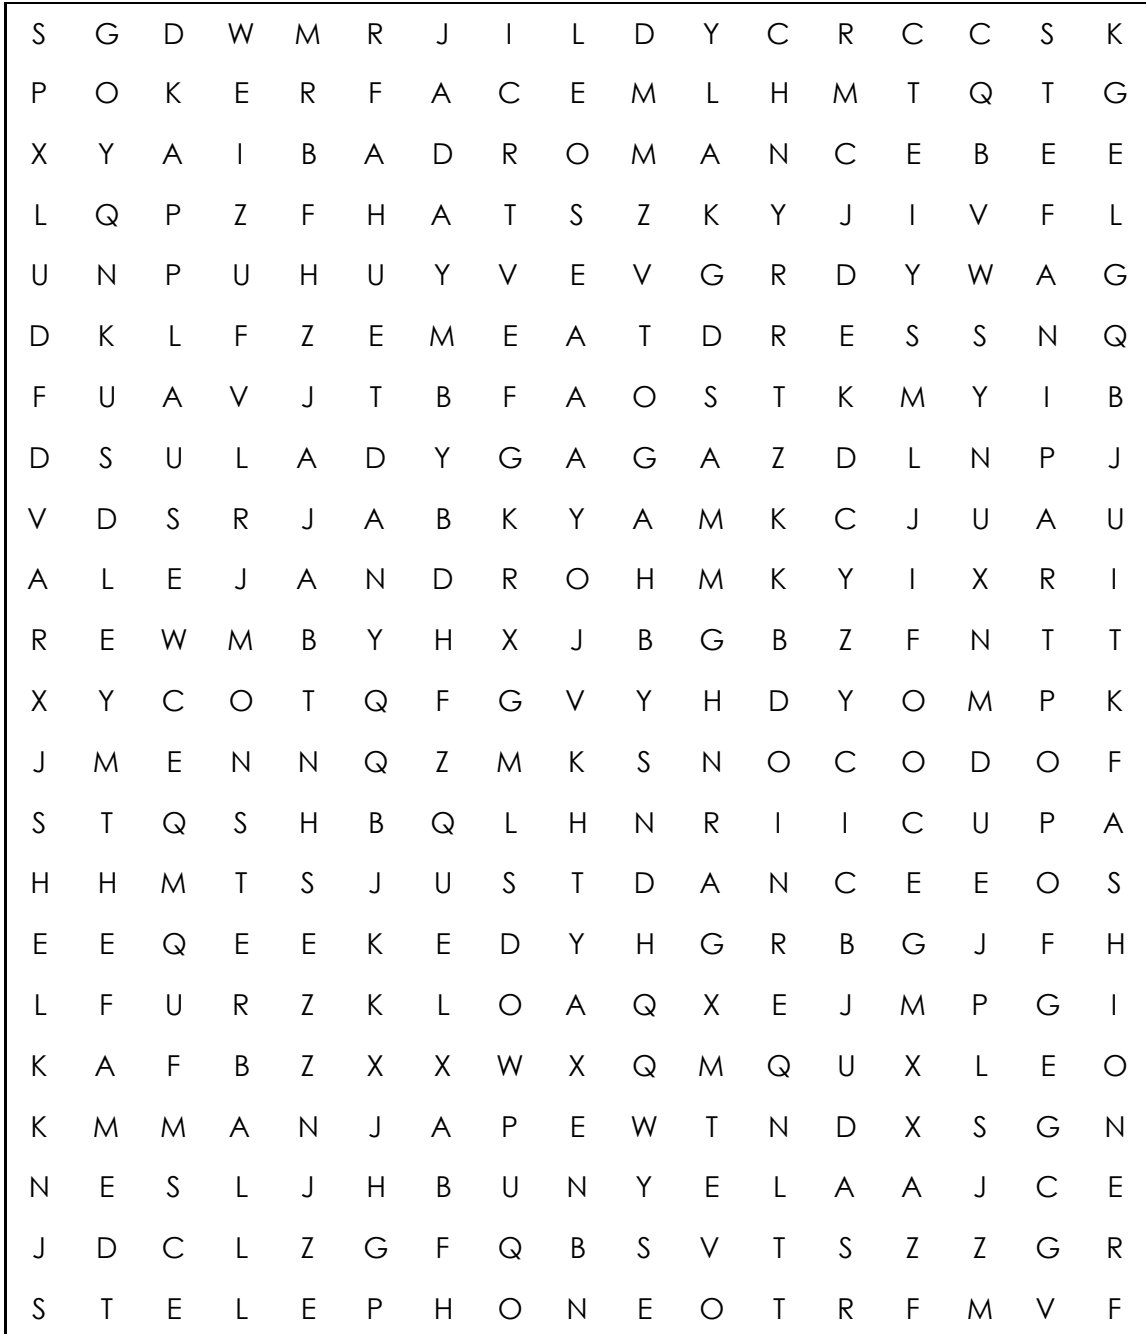 S G D W M R J I L D Y C R C C S K
P O K E R F A C E M L H M T Q T G
X Y A I B A D R O M A N C E B E E
L Q P Z F H A T S Z K Y J I V F L
U N P U H U Y V E V G R D Y W A G
D K L F Z E M E A T D R E S S N Q
F U A V J T B F A O S T K M Y I B
D S U L A D Y G A G A Z D L N P J
V D S R J A B K Y A M K C J U A U
A L E J A N D R O H M K Y I X R I
R E W M B Y H X J B G B Z F N T T
X Y C O T Q F G V Y H D Y O M P K
J M E N N Q Z M K S N O C O D O F
S T Q S H B Q L H N R I I C U P A
H H M T S J U S T D A N C E E O S
E E Q E E K E D Y H G R B G J F H
L F U R Z K L O A Q X E J M P G I
K A F B Z X X W X Q M Q U X L E O
K M M A N J A P E W T N D X S G N
N E S L J H B U N Y E L A A J C E
J D C L Z G F Q B S V T S Z Z G R
S T E L E P H O N E O T R F M V F